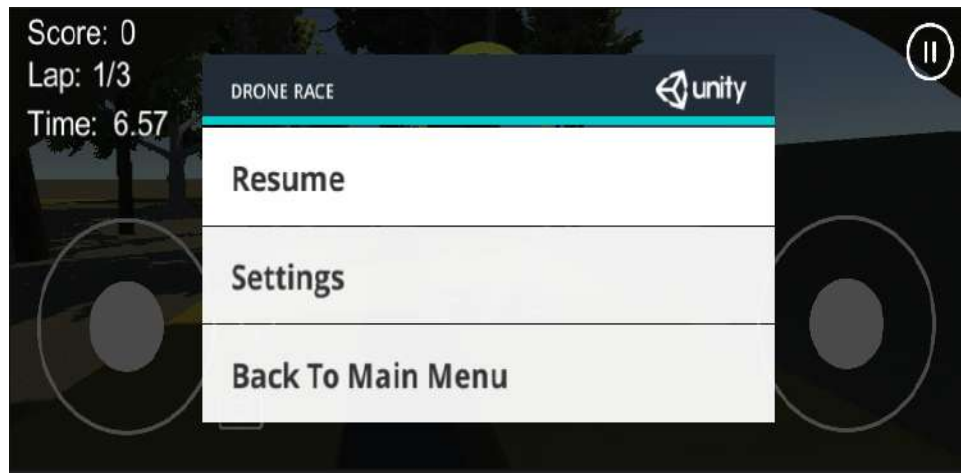 Score: 0
Lap: 1/3
Time: 6.57
DRONE RACE
unity
Resume
Settings
Back To Main Menu